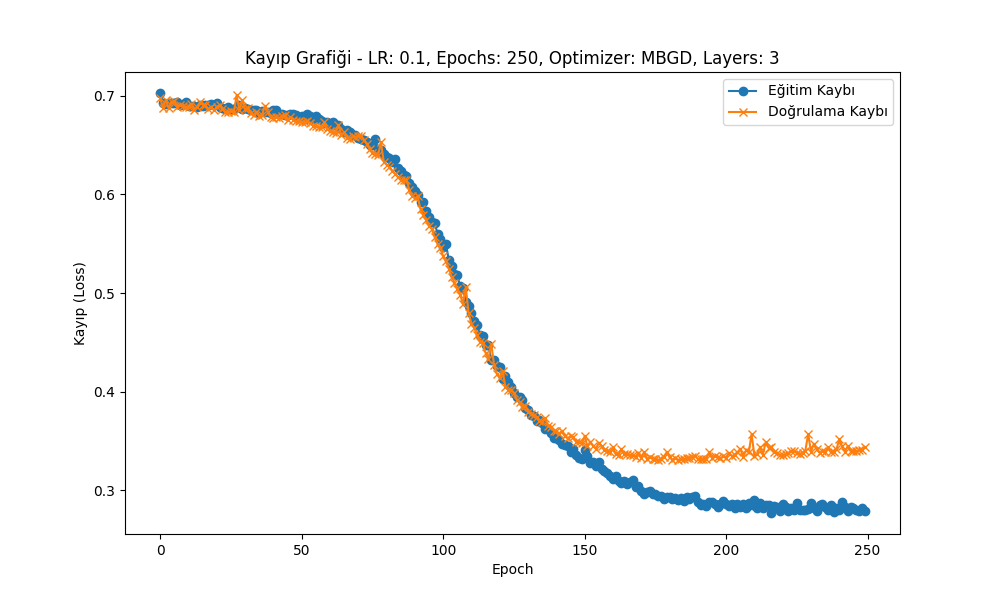 Kayıp Grafiği - LR: 0.1, Epochs: 250, Optimizer: MBGD, Layers: 3
Eğitim Kaybı
Doğrulama Kaybı
Kayıp (Loss)
0.7
0.6
0.5
0.4
0.3
0
50
100
150
200
250
Epoch